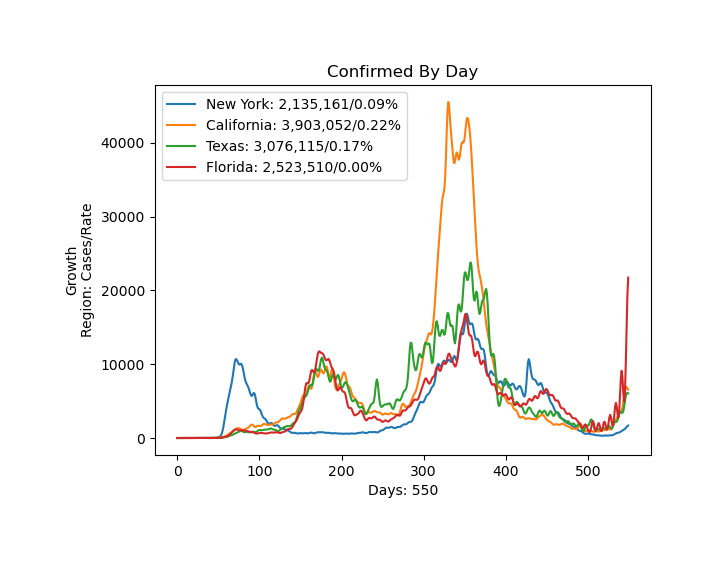 Confirmed By Day
New York: 2,135,161/0.09%
California: 3,903,052/0.22%
Texas: 3,076,115/0.17%
Florida: 2,523,510/0.00%
Growth
Region: Cases/Rate
40000
30000
20000
10000
0
0 100 200 300 400 500
Days: 550